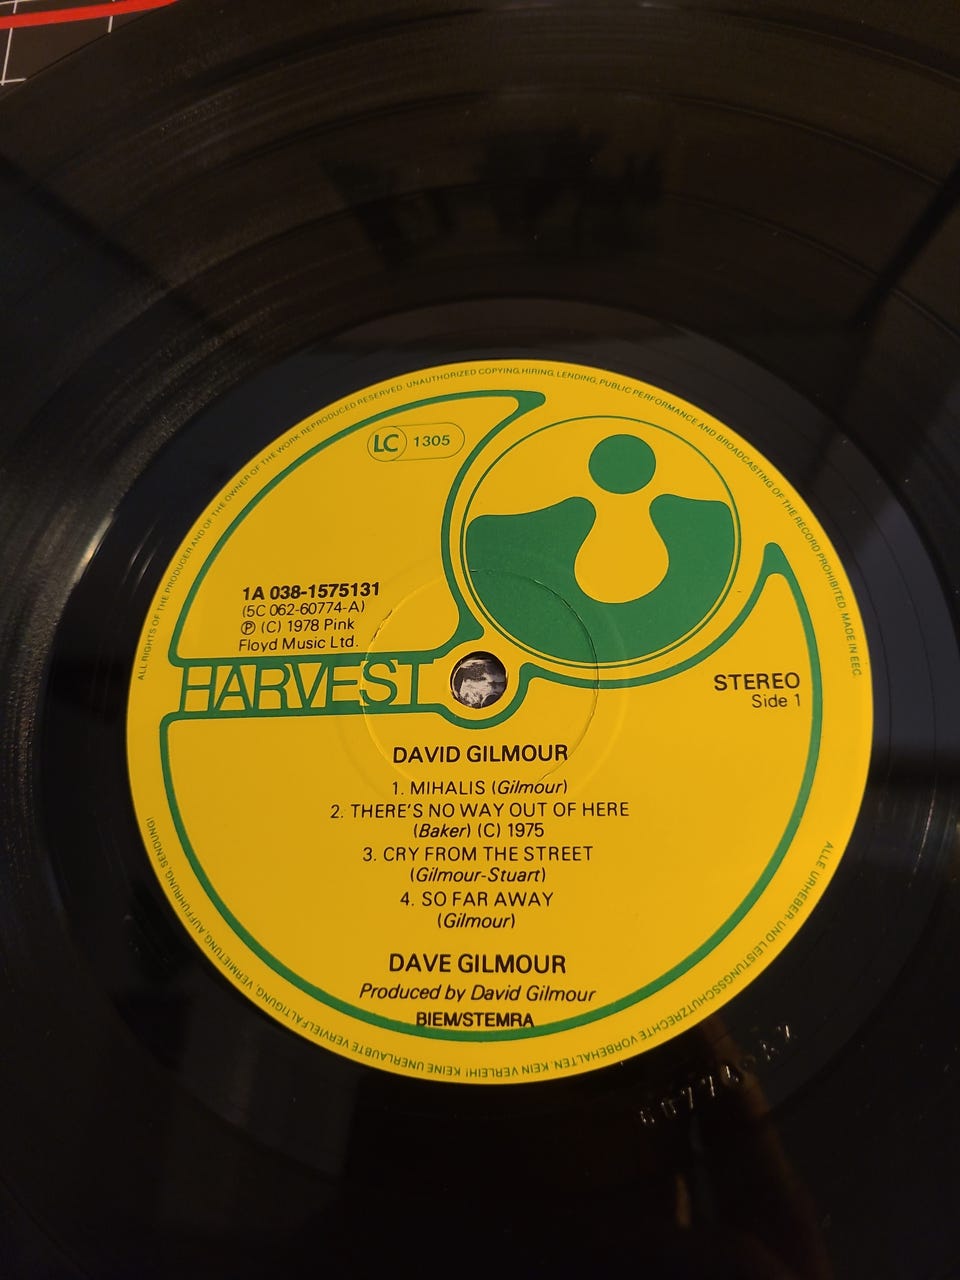 ALL RIGHTS OF THE PRODUCER AND OF THE OWNER OF THE WORK REPRODUCED RESERVED. UNAUTHORIZED COPYING, HIRING, LENDING, PUBLIC PERFORMANCE AND BROADCASTING OF THE RECORD PROHIBITED. MADE IN EEC.
LC 1305
1A 038-1575131
(5C 062-60774-A)
Ⓟ (C) 1978 Pink
Floyd Music Ltd.
HARVEST
STEREO
Side 1
DAVID GILMOUR
1. MIHALIS (Gilmour)
2. THERE'S NO WAY OUT OF HERE
(Baker) (C) 1975
3. CRY FROM THE STREET
(Gilmour-Stuart)
4. SO FAR AWAY
(Gilmour)
DAVE GILMOUR
Produced by David Gilmour
BIEM/STEMRA
ALLE URHEBER- UND LEISTUNGSSCHUTZRECHTE VORBEHALTEN. KEIN VERLEIH! KEINE UNERLAUBTE VERVIELFÄLTIGUNG, VERMIETUNG, AUFFÜHRUNG, SENDUNG!